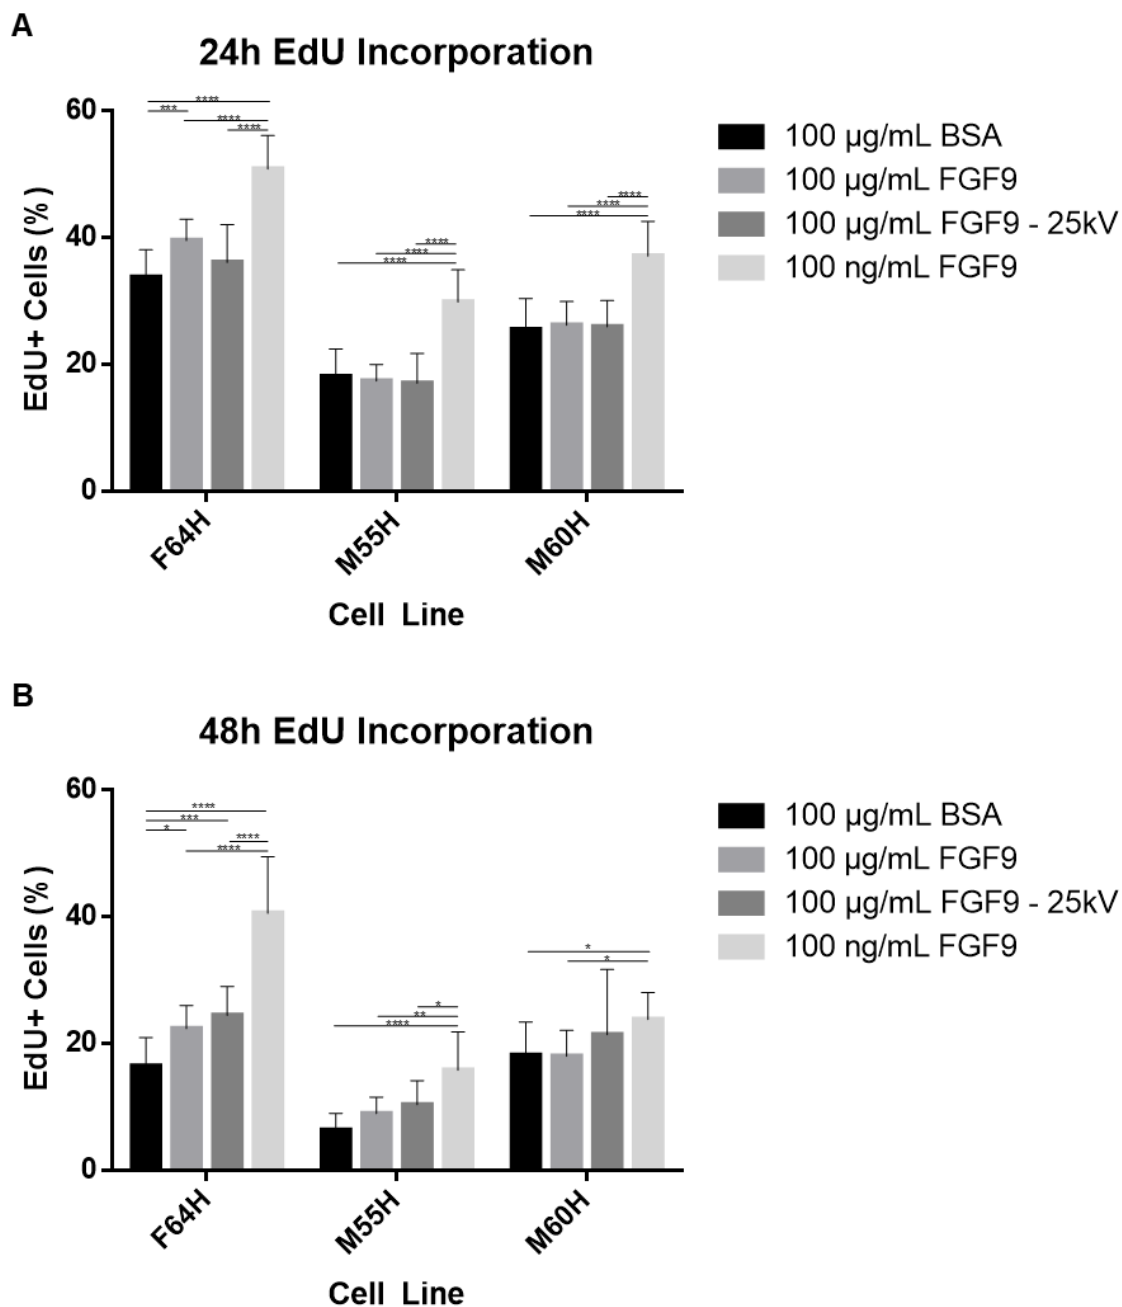 A
24h EdU Incorporation
EdU+ Cells (%)
60
40
20
0
**** 
***
****
****
****
****
****
****
****
****
F64H
M55H
M60H
Cell Line
100 µg/mL BSA
100 µg/mL FGF9
100 µg/mL FGF9 - 25kV
100 ng/mL FGF9
B
48h EdU Incorporation
EdU+ Cells (%)
60
40
20
0
****
***
*
****
****
*
**
****
*
*
F64H
M55H
M60H
Cell Line
100 µg/mL BSA
100 µg/mL FGF9
100 µg/mL FGF9 - 25kV
100 ng/mL FGF9